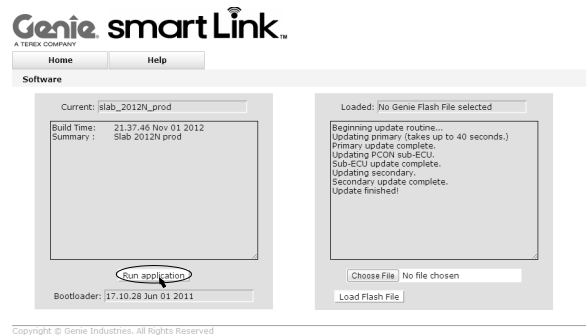 Genie. smart Link™
A TEREX COMPANY
Home Help
Software
Current: slab_2012N_prod
Build Time: 21.37.46 Nov 01 2012
Summary : Slab 2012N prod
Run application
Bootloader: 17.10.28 Jun 01 2011
Loaded: No Genie Flash File selected
Beginning update routine...
Updating primary (takes up to 40 seconds.)
Primary update complete.
Updating PCON sub-ECU.
Sub-ECU update complete.
Updating secondary.
Secondary update complete.
Update finished!
Choose File No file chosen
Load Flash File
Copyright © Genie Industries. All Rights Reserved